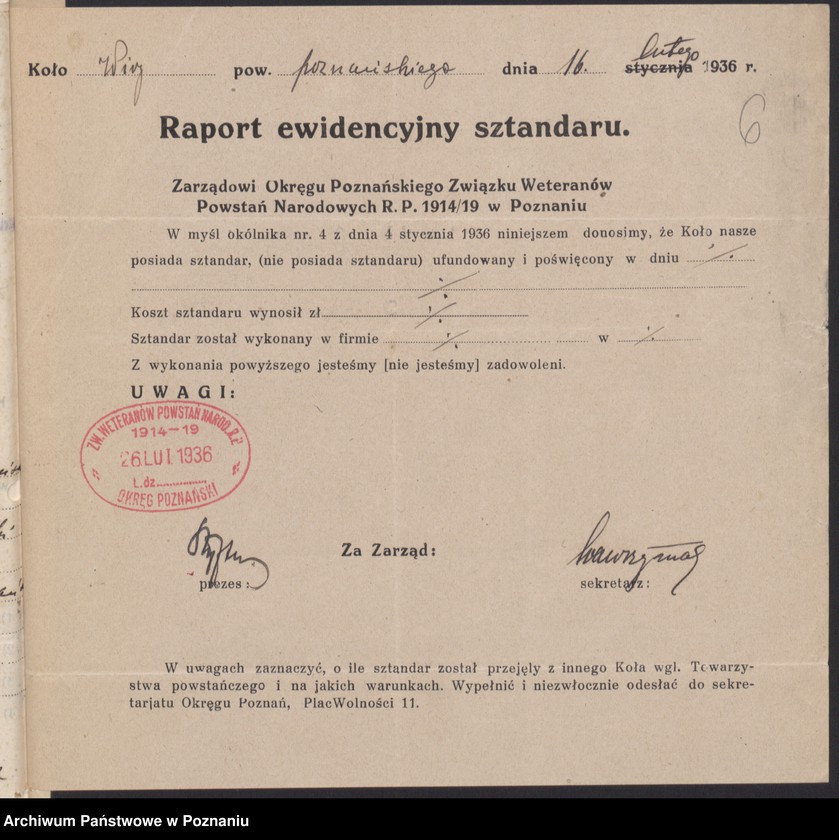 Koło Wiry pow. poznańskiego dnia 16. lutego stycznia 1936 r.
6
Raport ewidencyjny sztandaru.
Zarządowi Okręgu Poznańskiego Związku Weteranów
Powstań Narodowych R. P. 1914/19 w Poznaniu
W myśl okólnika nr. 4 z dnia 4 stycznia 1936 niniejszem donosimy, że Koło nasze
posiada sztandar, (nie posiada sztandaru) ufundowany i poświęcony w dniu ./.
./.
Koszt sztandaru wynosił zł ./.
Sztandar został wykonany w firmie ./. w ./.
Z wykonania powyższego jesteśmy [nie jesteśmy] zadowoleni.
UWAGI:
ZW. WETERANÓW POWSTAŃ NAROD. R.P.
1914-19
26 LUT 1936
L.dz.
OKRĘG POZNAŃSKI
Za Zarząd:
Wawrzyniak
prezes: sekretarz:
W uwagach zaznaczyć, o ile sztandar został przejęły z innego Koła wgl. Towarzy-
stwa powstańczego i na jakich warunkach. Wypełnić i niezwłocznie odesłać do sekre-
tarjatu Okręgu Poznań, Plac Wolności 11.
Archiwum Państwowe w Poznaniu